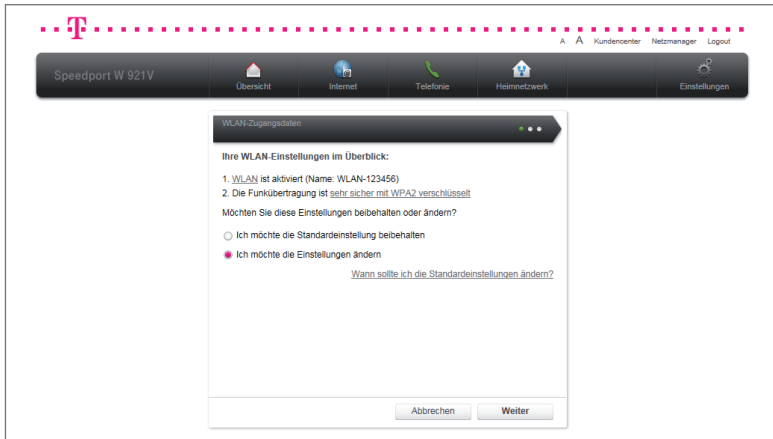 T
A A Kundencenter Netzmanager Logout
Speedport W 921V
Übersicht Internet Telefonie Heimnetzwerk Einstellungen
WLAN-Zugangsdaten
Ihre WLAN-Einstellungen im Überblick:
1. WLAN ist aktiviert (Name: WLAN-123456)
2. Die Funkübertragung ist sehr sicher mit WPA2 verschlüsselt
Möchten Sie diese Einstellungen beibehalten oder ändern?
Ich möchte die Standardeinstellung beibehalten
Ich möchte die Einstellungen ändern
Wann sollte ich die Standardeinstellungen ändern?
Abbrechen Weiter